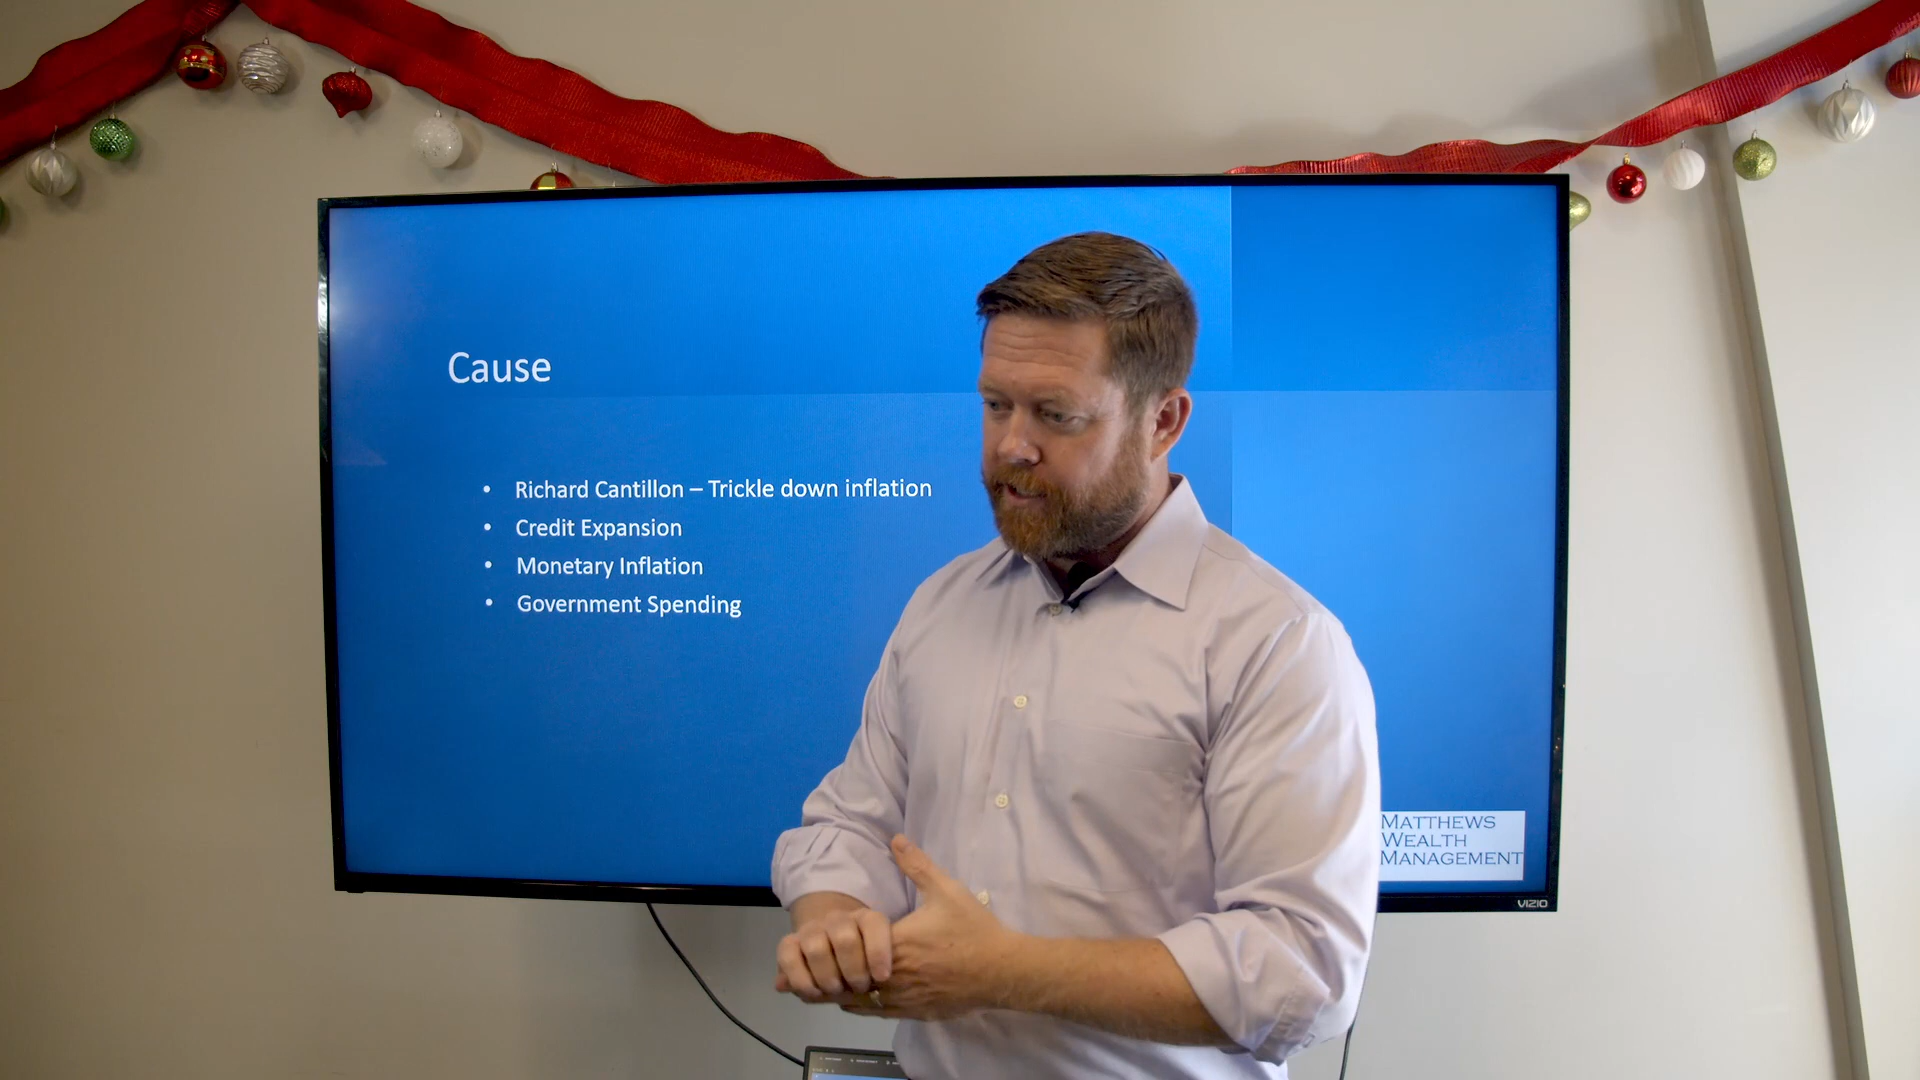 Cause
• Richard Cantillon – Trickle down inflation
• Credit Expansion
• Monetary Inflation
• Government Spending
MATTHEWS
WEALTH
MANAGEMENT
VIZIO